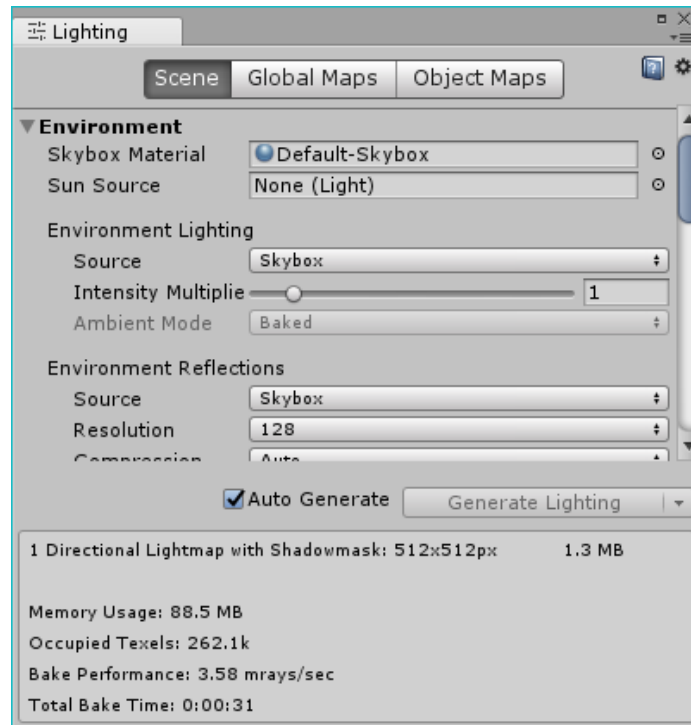 Lighting
Scene Global Maps Object Maps
Environment
Skybox Material Default-Skybox
Sun Source None (Light)
Environment Lighting
Source Skybox
Intensity Multiplie 1
Ambient Mode Baked
Environment Reflections
Source Skybox
Resolution 128
Compression Auto
Auto Generate Generate Lighting
1 Directional Lightmap with Shadowmask: 512x512px 1.3 MB
Memory Usage: 88.5 MB
Occupied Texels: 262.1k
Bake Performance: 3.58 mrays/sec
Total Bake Time: 0:00:31